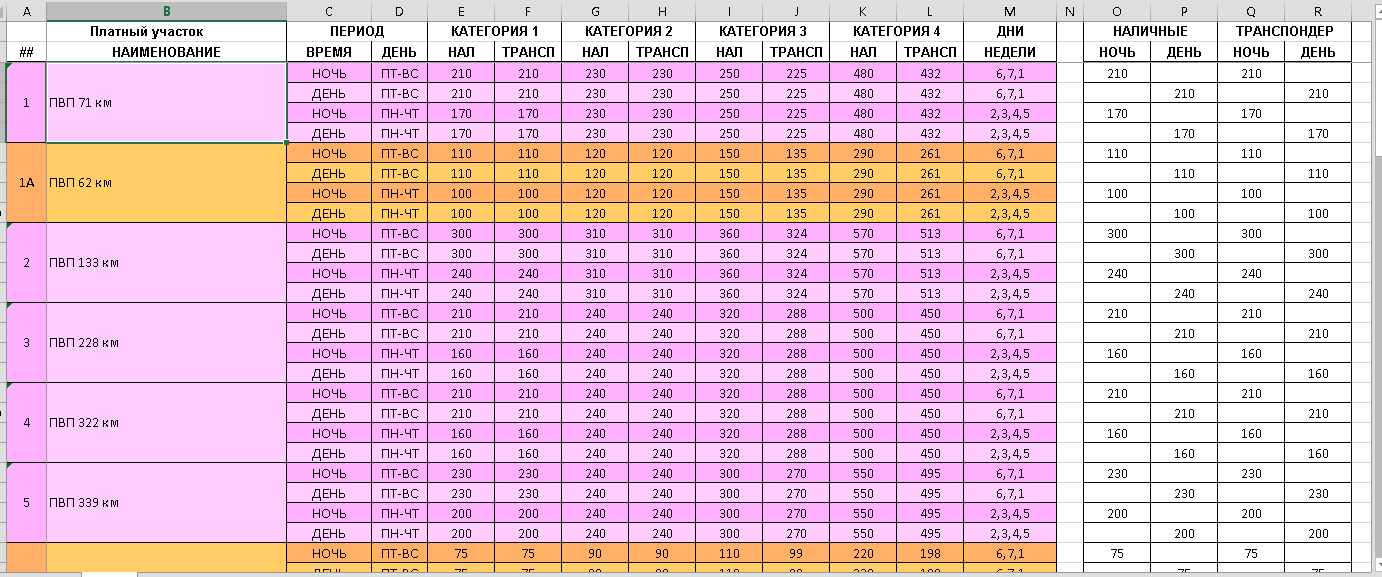 A B C D E F G H I J K L M N O P Q R
Платный участок ПЕРИОД КАТЕГОРИЯ 1 КАТЕГОРИЯ 2 КАТЕГОРИЯ 3 КАТЕГОРИЯ 4 ДНИ НАЛИЧНЫЕ ТРАНСПОНДЕР
## НАИМЕНОВАНИЕ ВРЕМЯ ДЕНЬ НАЛ ТРАНСП НАЛ ТРАНСП НАЛ ТРАНСП НАЛ ТРАНСП НЕДЕЛИ НОЧЬ ДЕНЬ НОЧЬ ДЕНЬ
1 ПВП 71 км
НОЧЬ ПТ-ВС 210 210 230 230 250 225 480 432 6,7,1 210 210
ДЕНЬ ПТ-ВС 210 210 230 230 250 225 480 432 6,7,1 210 210
НОЧЬ ПН-ЧТ 170 170 230 230 250 225 480 432 2,3,4,5 170 170
ДЕНЬ ПН-ЧТ 170 170 230 230 250 225 480 432 2,3,4,5 170 170
1А ПВП 62 км
НОЧЬ ПТ-ВС 110 110 120 120 150 135 290 261 6,7,1 110 110
ДЕНЬ ПТ-ВС 110 110 120 120 150 135 290 261 6,7,1 110 110
НОЧЬ ПН-ЧТ 100 100 120 120 150 135 290 261 2,3,4,5 100 100
ДЕНЬ ПН-ЧТ 100 100 120 120 150 135 290 261 2,3,4,5 100 100
2 ПВП 133 км
НОЧЬ ПТ-ВС 300 300 310 310 360 324 570 513 6,7,1 300 300
ДЕНЬ ПТ-ВС 300 300 310 310 360 324 570 513 6,7,1 300 300
НОЧЬ ПН-ЧТ 240 240 310 310 360 324 570 513 2,3,4,5 240 240
ДЕНЬ ПН-ЧТ 240 240 310 310 360 324 570 513 2,3,4,5 240 240
3 ПВП 228 км
НОЧЬ ПТ-ВС 210 210 240 240 320 288 500 450 6,7,1 210 210
ДЕНЬ ПТ-ВС 210 210 240 240 320 288 500 450 6,7,1 210 210
НОЧЬ ПН-ЧТ 160 160 240 240 320 288 500 450 2,3,4,5 160 160
ДЕНЬ ПН-ЧТ 160 160 240 240 320 288 500 450 2,3,4,5 160 160
4 ПВП 322 км
НОЧЬ ПТ-ВС 210 210 240 240 320 288 500 450 6,7,1 210 210
ДЕНЬ ПТ-ВС 210 210 240 240 320 288 500 450 6,7,1 210 210
НОЧЬ ПН-ЧТ 160 160 240 240 320 288 500 450 2,3,4,5 160 160
ДЕНЬ ПН-ЧТ 160 160 240 240 320 288 500 450 2,3,4,5 160 160
5 ПВП 339 км
НОЧЬ ПТ-ВС 230 230 240 240 300 270 550 495 6,7,1 230 230
ДЕНЬ ПТ-ВС 230 230 240 240 300 270 550 495 6,7,1 230 230
НОЧЬ ПН-ЧТ 200 200 240 240 300 270 550 495 2,3,4,5 200 200
ДЕНЬ ПН-ЧТ 200 200 240 240 300 270 550 495 2,3,4,5 200 200
НОЧЬ ПТ-ВС 75 75 90 90 110 99 220 198 6,7,1 75 75